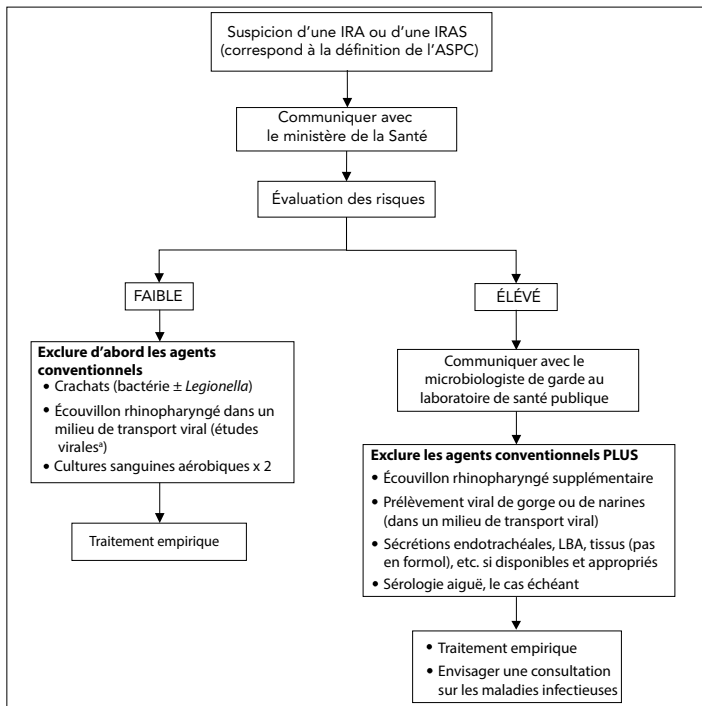 Suspicion d'une IRA ou d'une IRAS
(correspond à la définition de l'ASPC)
Communiquer avec
le ministère de la Santé
Évaluation des risques
FAIBLE
Exclure d'abord les agents
conventionnels
• Crachats (bactérie ± Legionella)
• Écouvillon rhinopharyngé dans un
milieu de transport viral (études
viralesᵃ)
• Cultures sanguines aérobiques x 2
Traitement empirique
ÉLÉVÉ
Communiquer avec le
microbiologiste de garde au
laboratoire de santé publique
Exclure les agents conventionnels PLUS
• Écouvillon rhinopharyngé supplémentaire
• Prélèvement viral de gorge ou de narines
(dans un milieu de transport viral)
• Sécrétions endotrachéales, LBA, tissus (pas
en formol), etc. si disponibles et appropriés
• Sérologie aiguë, le cas échéant
• Traitement empirique
• Envisager une consultation
sur les maladies infectieuses